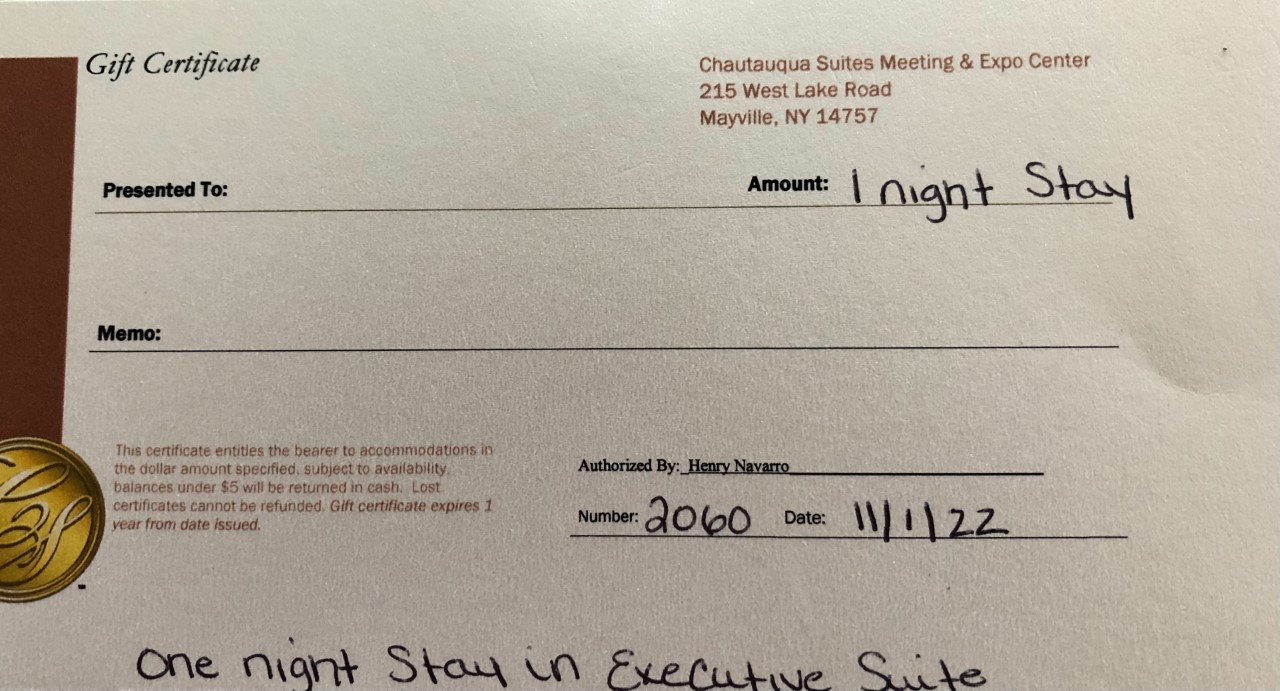 Gift Certificate
Chautauqua Suites Meeting & Expo Center
215 West Lake Road
Mayville, NY 14757
Presented To:
Amount: 1 night Stay
Memo:
This certificate entitles the bearer to accommodations in
the dollar amount specified, subject to availability,
balances under $5 will be returned in cash. Lost
certificates cannot be refunded. Gift certificate expires 1
year from date issued.
Authorized By: Henry Navarro
Number: 2060 Date: 11/1/22
One night Stay in Executive Suite